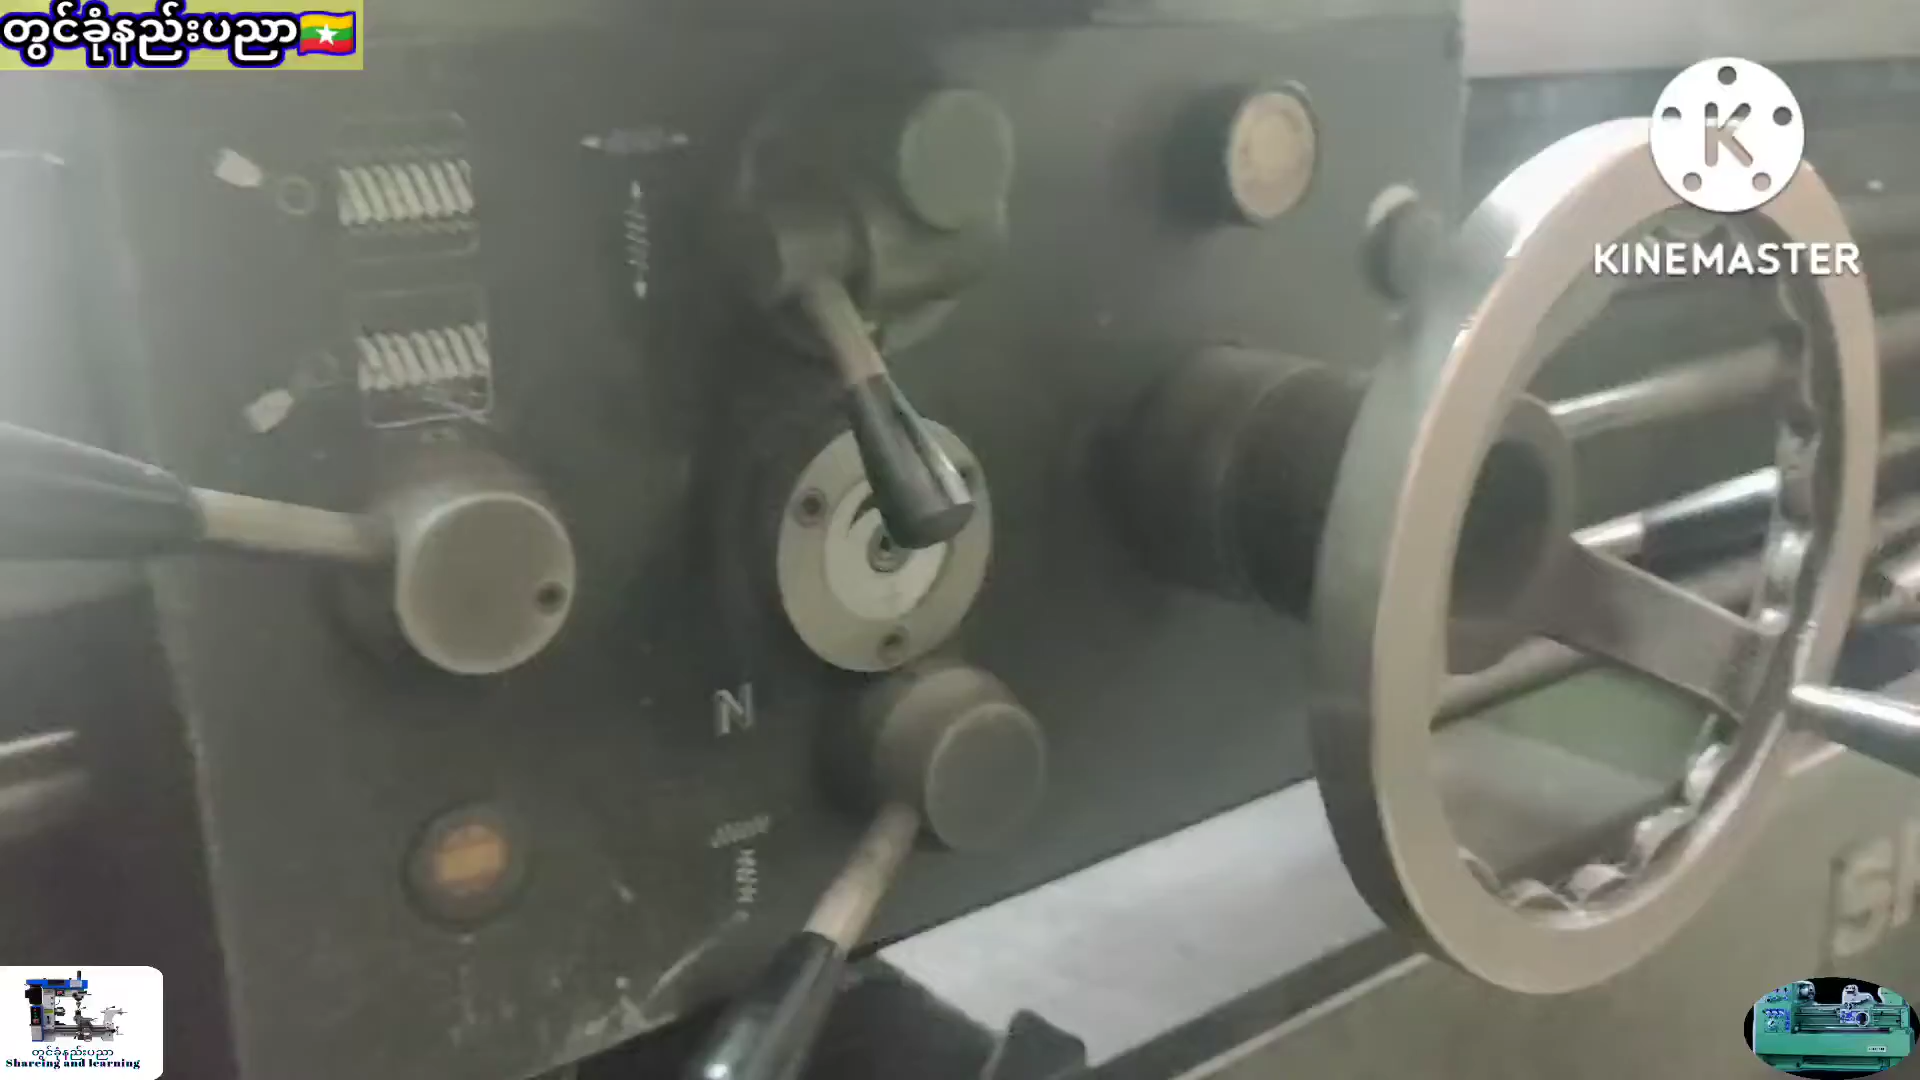 တွင်ခုံနည်းပညာ🇲🇲
K
KINEMASTER
N
တွင်ခုံနည်းပညာ
Shareing and learning